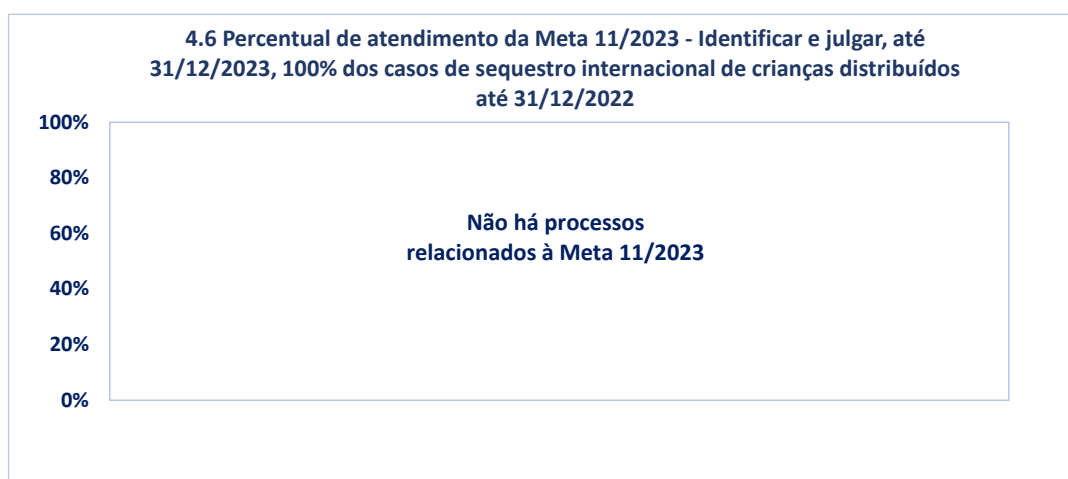 4.6 Percentual de atendimento da Meta 11/2023 - Identificar e julgar, até
31/12/2023, 100% dos casos de sequestro internacional de crianças distribuídos
até 31/12/2022
100%
80%
60%
40%
20%
0%
Não há processos
relacionados à Meta 11/2023